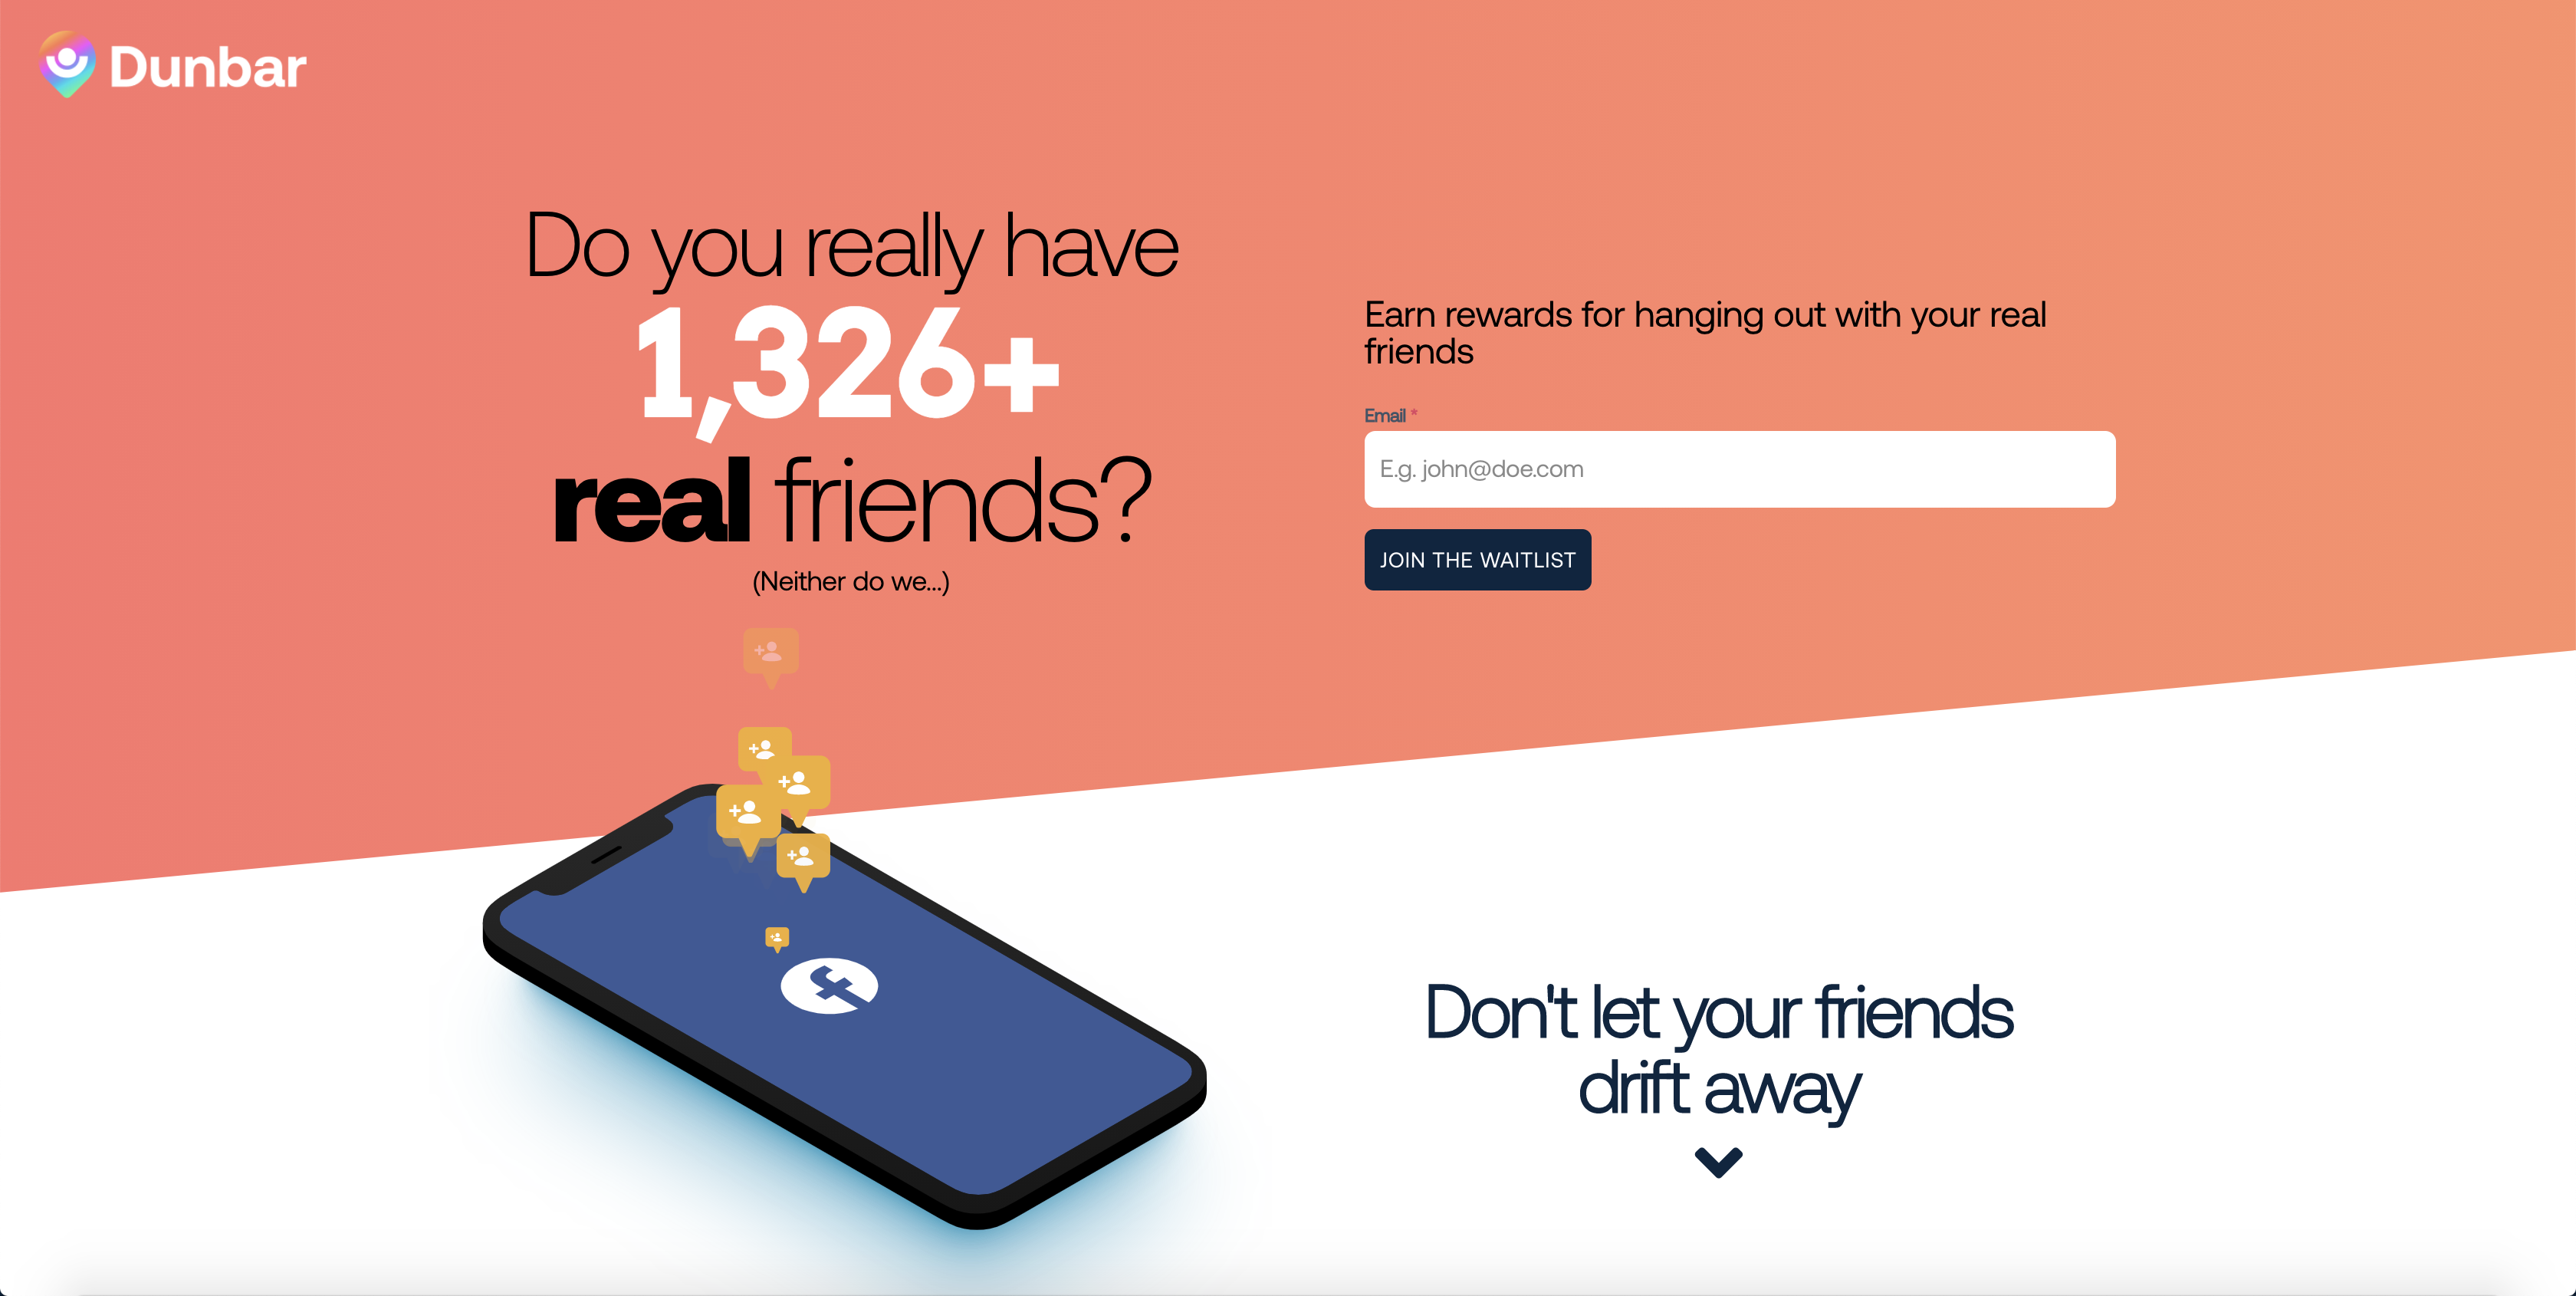 Dunbar
Do you really have
1,326+
real friends?
(Neither do we...)
Earn rewards for hanging out with your real
friends
Email *
E.g. john@doe.com
JOIN THE WAITLIST
f
Don't let your friends
drift away